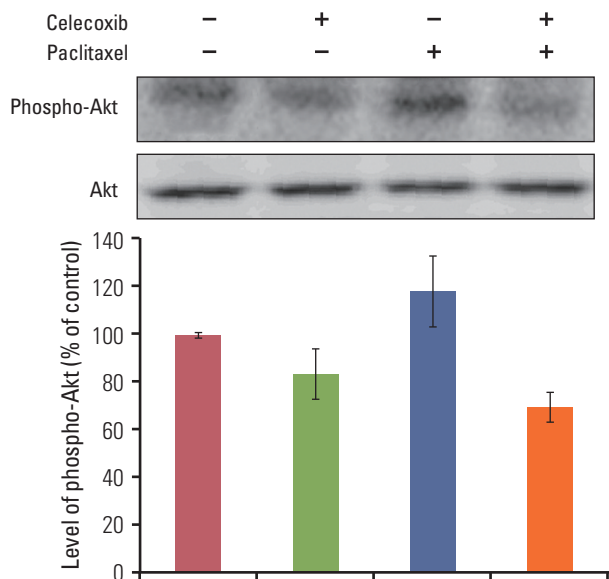 Celecoxib − + − +
Paclitaxel − − + +
Phospho-Akt
Akt
Level of phospho-Akt (% of control)
140
120
100
80
60
40
20
0